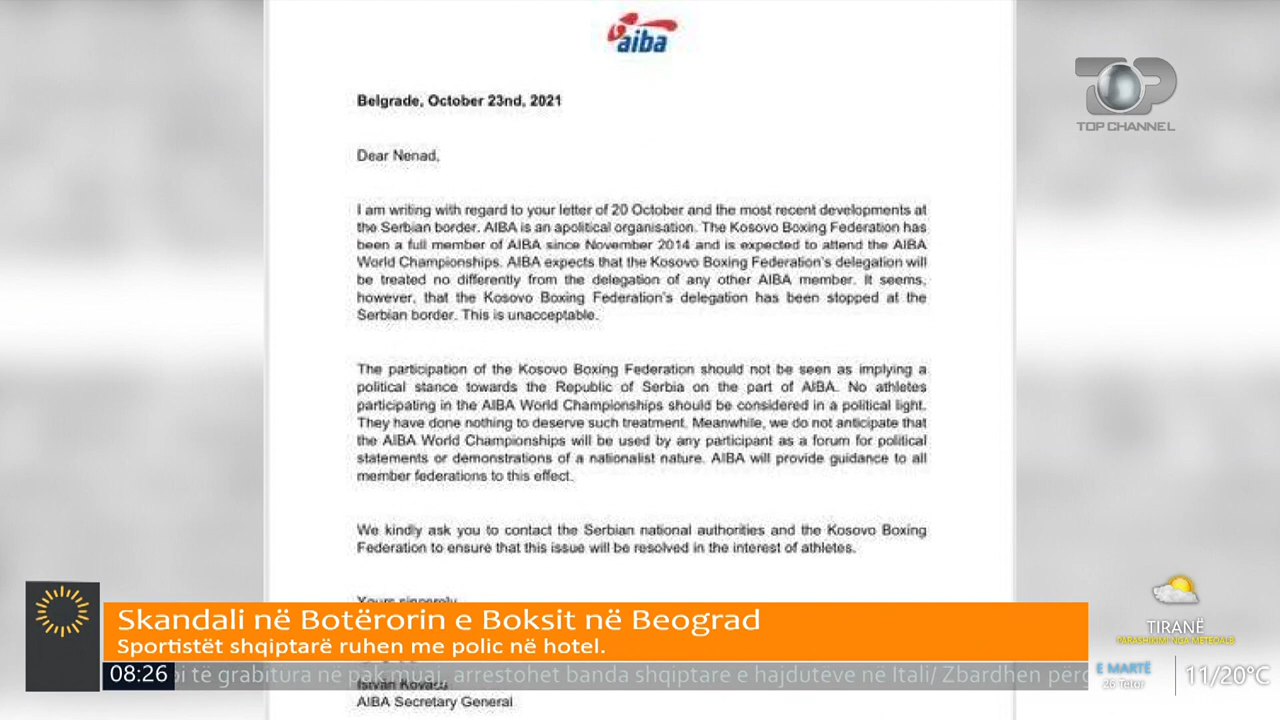 aiba
TOP CHANNEL
Belgrade, October 23nd, 2021
Dear Nenad,
I am writing with regard to your letter of 20 October and the most recent developments at
the Serbian border. AIBA is an apolitical organisation. The Kosovo Boxing Federation has
been a full member of AIBA since November 2014 and is expected to attend the AIBA
World Championships. AIBA expects that the Kosovo Boxing Federation's delegation will
be treated no differently from the delegation of any other AIBA member. It seems,
however, that the Kosovo Boxing Federation's delegation has been stopped at the
Serbian border. This is unacceptable.
The participation of the Kosovo Boxing Federation should not be seen as implying a
political stance towards the Republic of Serbia on the part of AIBA. No athletes
participating in the AIBA World Championships should be considered in a political light.
They have done nothing to deserve such treatment. Meanwhile, we do not anticipate that
the AIBA World Championships will be used by any participant as a forum for political
statements or demonstrations of a nationalist nature. AIBA will provide guidance to all
member federations to this effect.
We kindly ask you to contact the Serbian national authorities and the Kosovo Boxing
Federation to ensure that this issue will be resolved in the interest of athletes.
Yours sincerely,
Skandali në Botërorin e Boksit në Beograd
Sportistët shqiptarë ruhen me polic në hotel.
08:26
të grabitura në pakimuar, arrestohet banda shqiptare e hajdutëve në Itali/ Zbardhen
István Kovács
AIBA Secretary General
TIRANË
PARASHIKIMI NGA METEOALB
E MARTË
26 Tetor
11/20°C